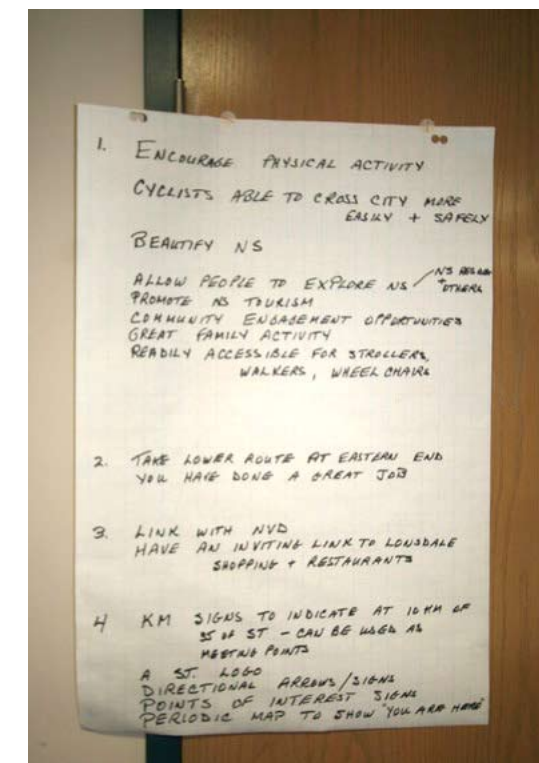 1. ENCOURAGE PHYSICAL ACTIVITY
CYCLISTS ABLE TO CROSS CITY MORE
EASILY + SAFELY
BEAUTIFY NS
ALLOW PEOPLE TO EXPLORE NS / NS
+ OTHERS
PROMOTE NS TOURISM
COMMUNITY ENGAGEMENT OPPORTUNITIES
GREAT FAMILY ACTIVITY
READILY ACCESSIBLE FOR STROLLERS,
WALKERS, WHEEL CHAIRS
2. TAKE LOWER ROUTE AT EASTERN END
YOU HAVE DONE A GREAT JOB
3. LINK WITH NVD
HAVE AN INVITING LINK TO LONSDALE
SHOPPING + RESTAURANTS
4 KM SIGNS TO INDICATE AT 10 KM OF
ST - CAN BE USED AS
MEETING POINTS
A ST. LOGO
DIRECTIONAL ARROWS/SIGNS
POINTS OF INTEREST SIGNS
PERIODIC MAP TO SHOW "YOU ARE HERE"